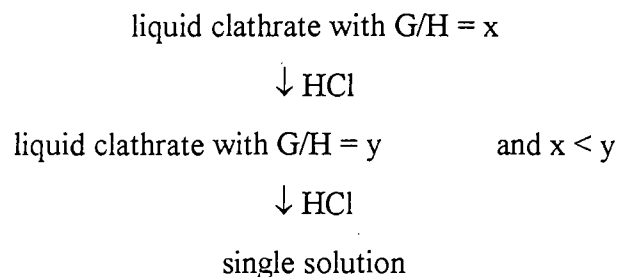 liquid clathrate with G/H = x
↓ HCl
liquid clathrate with G/H = y and x < y
↓ HCl
single solution